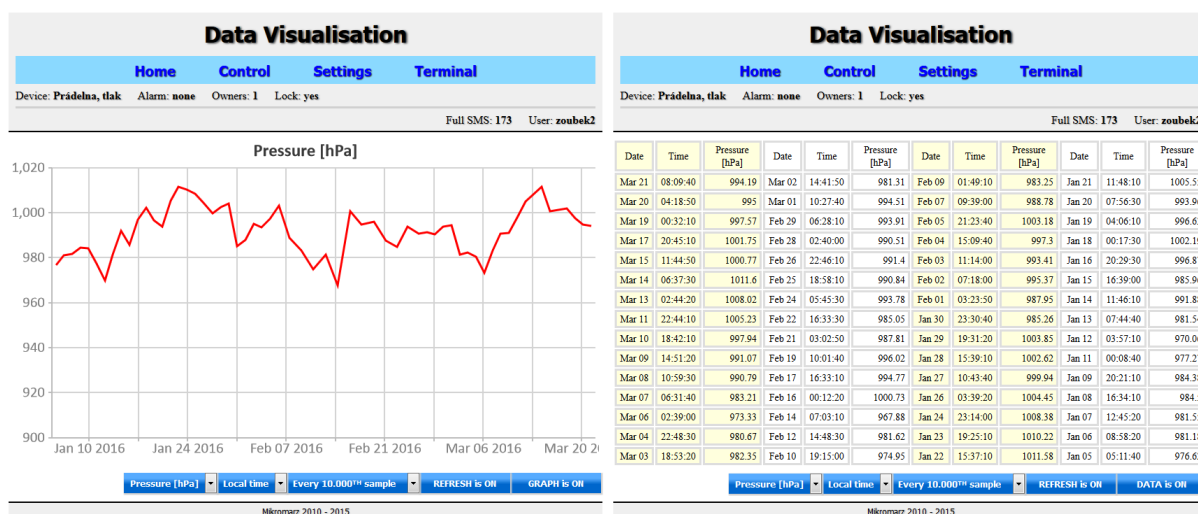 Data Visualisation
Home Control Settings Terminal
Device: Prádelna, tlak Alarm: none Owners: 1 Lock: yes
Full SMS: 173 User: zoubek2
Pressure [hPa]
1,020
1,000
980
960
940
920
900
Jan 10 2016 Jan 24 2016 Feb 07 2016 Feb 21 2016 Mar 06 2016 Mar 20 20
Pressure [hPa] Local time Every 10.000TH sample REFRESH is ON GRAPH is ON
Mikromarz 2010 - 2015
Data Visualisation
Home Control Settings Terminal
Device: Prádelna, tlak Alarm: none Owners: 1 Lock: yes
Full SMS: 173 User: zoubek2
Date Time Pressure [hPa] Date Time Pressure [hPa] Date Time Pressure [hPa] Date Time Pressure [hPa]
Mar 21 08:09:40 994.19 Mar 02 14:41:50 981.31 Feb 09 01:49:10 983.25 Jan 21 11:48:10 1005.5
Mar 20 04:18:50 995 Mar 01 10:27:40 994.51 Feb 07 09:39:00 988.78 Jan 20 07:56:30 993.9
Mar 19 00:32:10 997.57 Feb 29 06:28:10 993.91 Feb 05 21:23:40 1003.18 Jan 19 04:06:10 996.6
Mar 17 20:45:10 1001.75 Feb 28 02:40:00 990.51 Feb 04 15:09:40 997.3 Jan 18 00:17:30 1002.1
Mar 15 11:44:50 1000.77 Feb 26 22:46:10 991.4 Feb 03 11:14:00 993.41 Jan 16 20:29:30 996.8
Mar 14 06:37:30 1011.6 Feb 25 18:58:10 990.84 Feb 02 07:18:00 995.37 Jan 15 16:39:00 985.9
Mar 13 02:44:20 1008.02 Feb 24 05:45:30 993.78 Feb 01 03:23:50 987.95 Jan 14 11:46:10 991.8
Mar 11 22:44:10 1005.23 Feb 22 16:33:30 985.05 Jan 30 23:30:40 985.26 Jan 13 07:44:40 981.5
Mar 10 18:42:10 997.94 Feb 21 03:02:50 987.81 Jan 29 19:31:20 1003.85 Jan 12 03:57:10 970.0
Mar 09 14:51:20 991.07 Feb 19 10:01:40 996.02 Jan 28 15:39:10 1002.62 Jan 11 00:08:40 977.2
Mar 08 10:59:30 990.79 Feb 17 16:33:10 994.77 Jan 27 10:43:40 999.94 Jan 09 20:21:10 984.3
Mar 07 06:31:40 983.21 Feb 16 00:12:20 1000.73 Jan 26 03:39:20 1004.45 Jan 08 16:34:10 984.
Mar 06 02:39:00 973.33 Feb 14 07:03:10 967.88 Jan 24 23:14:00 1008.38 Jan 07 12:45:20 981.5
Mar 04 22:48:30 980.67 Feb 12 14:48:30 981.62 Jan 23 19:25:10 1010.22 Jan 06 08:58:20 981.1
Mar 03 18:53:20 982.35 Feb 10 19:15:00 974.95 Jan 22 15:37:10 1011.58 Jan 05 05:11:40 976.6
Pressure [hPa] Local time Every 10.000TH sample REFRESH is ON DATA is ON
Mikromarz 2010 - 2015